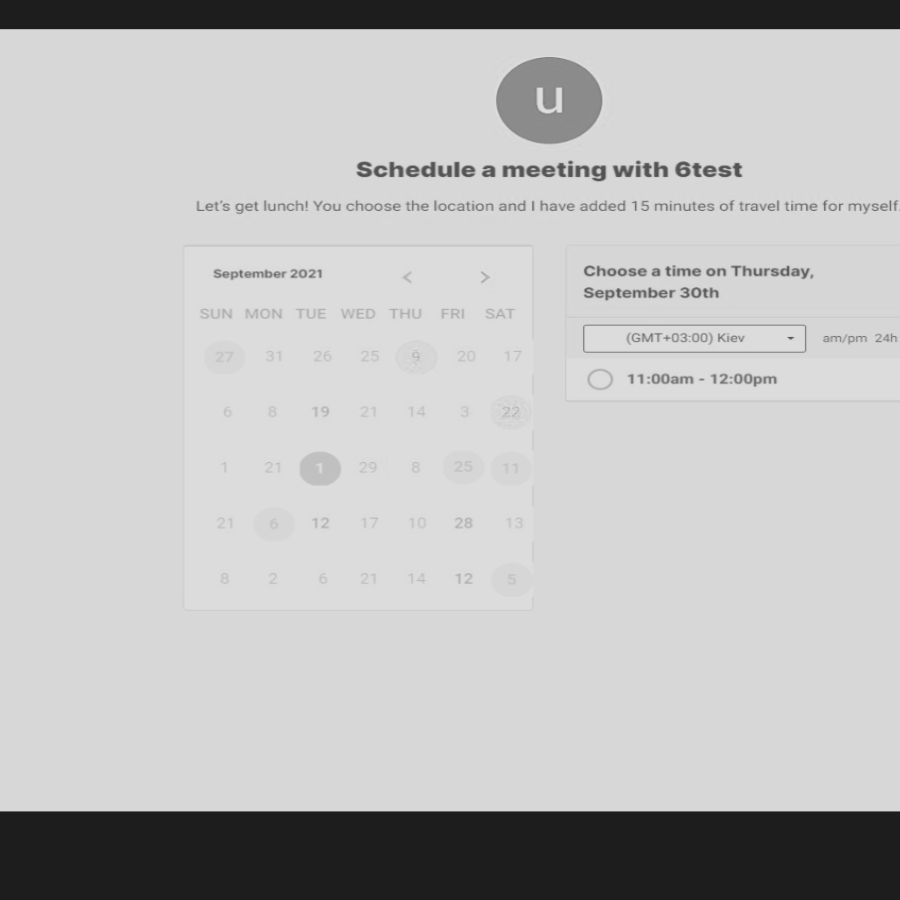 u
Schedule a meeting with 6test
Let's get lunch! You choose the location and I have added 15 minutes of travel time for myself.
September 2021 < >
SUN MON TUE WED THU FRI SAT
27 31 26 25 9 20 17
6 8 19 21 14 3 22
1 21 1 29 8 25 11
21 6 12 17 10 28 13
8 2 6 21 14 12 5
Choose a time on Thursday,
September 30th
(GMT+03:00) Kiev
am/pm 24h
11:00am - 12:00pm